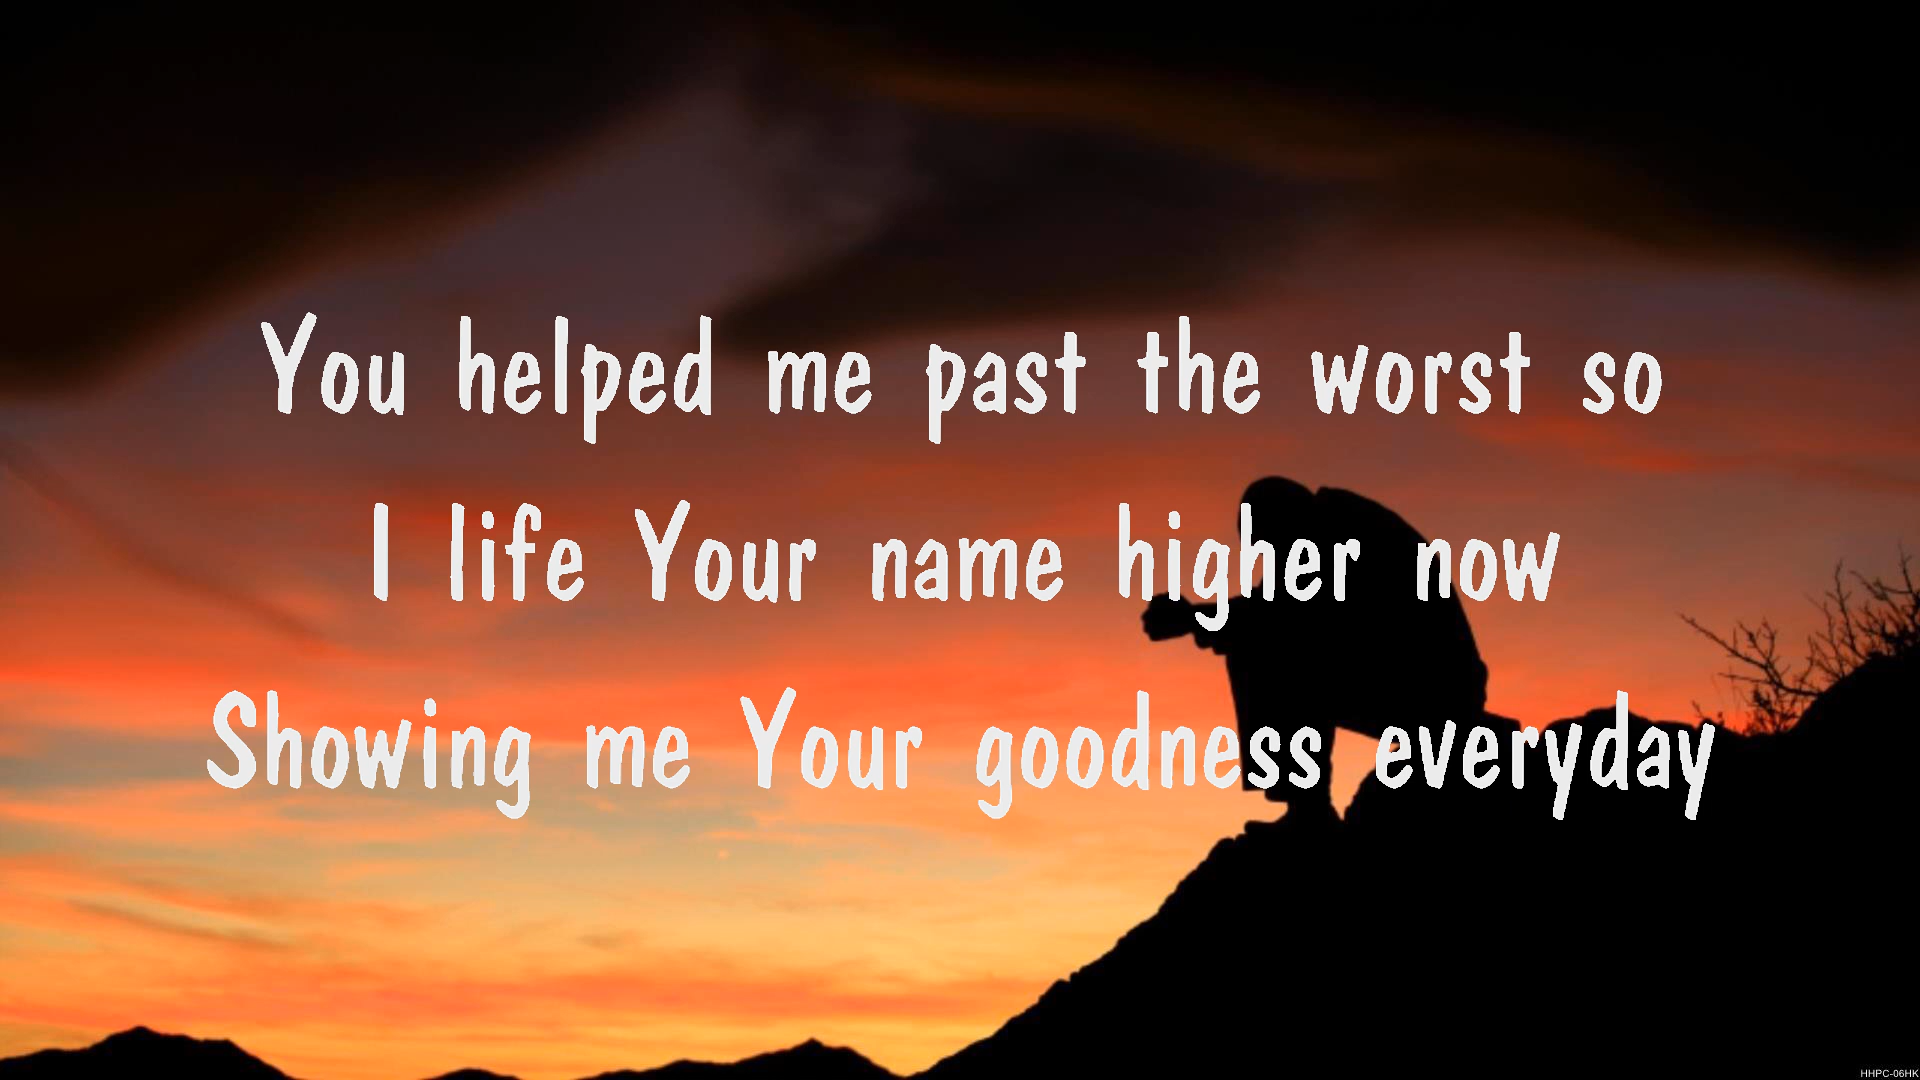 You helped me past the worst so
I life Your name higher now
Showing me Your goodness everyday
HHPC-06HK